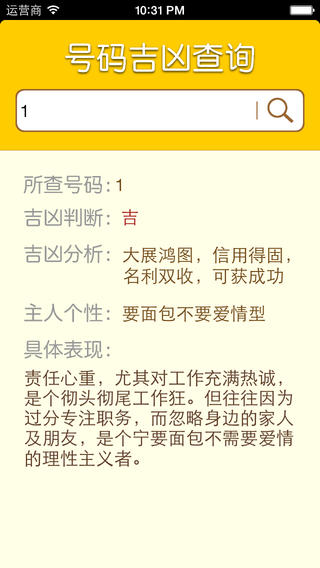 运营商 10:31 PM
号码吉凶查询
1
所查号码：1
吉凶判断：吉
吉凶分析：大展鸿图，信用得固，
名利双收，可获成功
主人个性：要面包不要爱情型
具体表现：
责任心重，尤其对工作充满热诚，
是个彻头彻尾工作狂。但往往因为
过分专注职务，而忽略身边的家人
及朋友，是个宁要面包不需要爱情
的理性主义者。